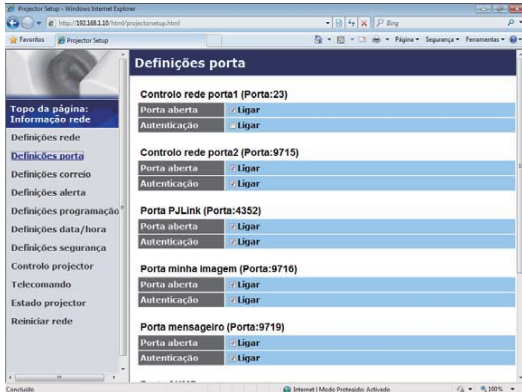 Projector Setup - Windows Internet Explorer
http://192.168.1.10/html/projectorsetup.html
Bing
Favoritos
Projector Setup
Página
Segurança
Ferramentas
Topo da página:
Informação rede
Definições rede
Definições porta
Definições correio
Definições alerta
Definições programação
Definições data/hora
Definições segurança
Controlo projector
Telecomando
Estado projector
Reiniciar rede
Definições porta
Controlo rede porta1 (Porta:23)
Porta aberta Ligar
Autenticação Ligar
Controlo rede porta2 (Porta:9715)
Porta aberta Ligar
Autenticação Ligar
Porta PJLink (Porta:4352)
Porta aberta Ligar
Autenticação Ligar
Porta minha imagem (Porta:9716)
Porta aberta Ligar
Autenticação Ligar
Porta mensageiro (Porta:9719)
Porta aberta Ligar
Autenticação Ligar
Concluído
Internet | Modo Protegido: Activado
100%